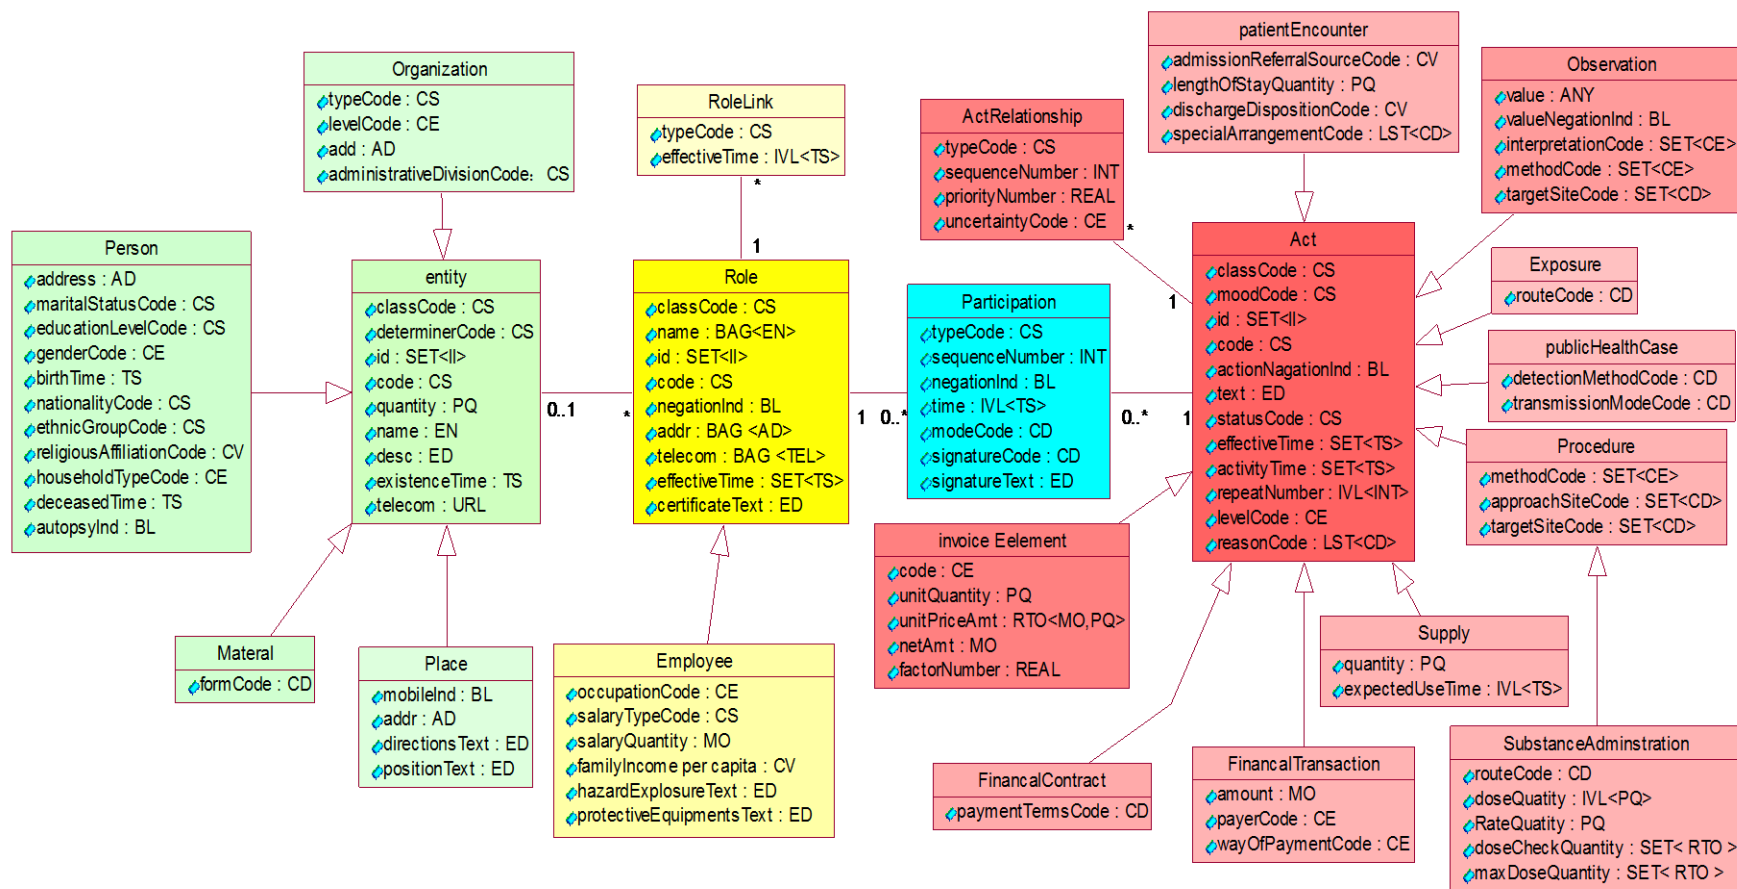 Organization
typeCode : CS
levelCode : CE
add : AD
administrativeDivisionCode: CS
RoleLink
typeCode : CS
effectiveTime : IVL<TS>
*
1
ActRelationship
typeCode : CS
sequenceNumber : INT
priorityNumber : REAL
uncertaintyCode : CE
*
1
patientEncounter
admissionReferralSourceCode : CV
lengthOfStayQuantity : PQ
dischargeDispositionCode : CV
specialArrangementCode : LST<CD>
Observation
value : ANY
valueNegationInd : BL
interpretationCode : SET<CE>
methodCode : SET<CE>
targetSiteCode : SET<CD>
Person
address : AD
maritalStatusCode : CS
educationLevelCode : CS
genderCode : CE
birthTime : TS
nationalityCode : CS
ethnicGroupCode : CS
religiousAffiliationCode : CV
householdTypeCode : CE
deceasedTime : TS
autopsyInd : BL
entity
classCode : CS
determinerCode : CS
id : SET<II>
code : CS
quantity : PQ
name : EN
desc : ED
existenceTime : TS
telecom : URL
0..1
*
Role
classCode : CS
name : BAG<EN>
id : SET<II>
code : CS
negationInd : BL
addr : BAG <AD>
telecom : BAG <TEL>
effectiveTime : SET<TS>
certificateText : ED
1
0..*
Participation
typeCode : CS
sequenceNumber : INT
negationInd : BL
time : IVL<TS>
modeCode : CD
signatureCode : CD
signatureText : ED
0..*
1
Act
classCode : CS
moodCode : CS
id : SET<II>
code : CS
actionNagationInd : BL
text : ED
statusCode : CS
effectiveTime : SET<TS>
activityTime : SET<TS>
repeatNumber : IVL<INT>
levelCode : CE
reasonCode : LST<CD>
Exposure
routeCode : CD
publicHealthCase
detectionMethodCode : CD
transmissionModeCode : CD
Procedure
methodCode : SET<CE>
approachSiteCode : SET<CD>
targetSiteCode : SET<CD>
invoice Eelement
code : CE
unitQuantity : PQ
unitPriceAmt : RTO<MO,PQ>
netAmt : MO
factorNumber : REAL
Materal
formCode : CD
Place
mobileInd : BL
addr : AD
directionsText : ED
positionText : ED
Employee
occupationCode : CE
salaryTypeCode : CS
salaryQuantity : MO
familyIncome per capita : CV
hazardExplosureText : ED
protectiveEquipmentsText : ED
Supply
quantity : PQ
expectedUseTime : IVL<TS>
FinancalContract
paymentTermsCode : CD
FinancalTransaction
amount : MO
payerCode : CE
wayOfPaymentCode : CE
SubstanceAdminstration
routeCode : CD
doseQuatity : IVL<PQ>
RateQuatity : PQ
doseCheckQuantity : SET< RTO >
maxDoseQuantity : SET< RTO >